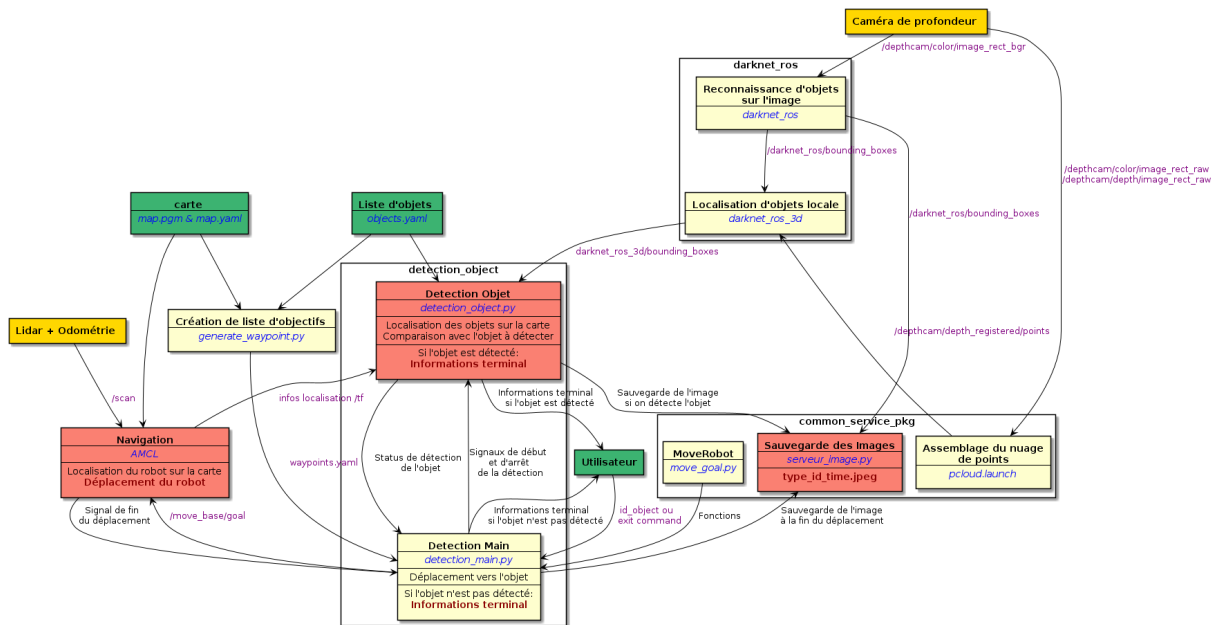 Caméra de profondeur
/depthcam/color/image_rect_bgr
darknet_ros
Reconnaissance d'objets
sur l'image
darknet_ros
/darknet_ros/bounding_boxes
/depthcam/color/image_rect_raw
/depthcam/depth/image_rect_raw
carte
map.pgm & map.yaml
Liste d'objets
objects.yaml
Localisation d'objets locale
darknet_ros_3d
/darknet_ros/bounding_boxes
darknet_ros_3d/bounding_boxes
detection_object
Detection Objet
detection_object.py
Localisation des objets sur la carte
Comparaison avec l'objet à détecter
Si l'objet est détecté:
Informations terminal
Création de liste d'objectifs
generate_waypoint.py
Lidar + Odométrie
/depthcam/depth_registered/points
/scan
infos localisation /tf
Informations terminal
si l'objet est détecté
Sauvegarde de l'image
si on détecte l'objet
common_service_pkg
Navigation
AMCL
Localisation du robot sur la carte
Déplacement du robot
waypoints.yaml
Status de détection
de l'objet
Signaux de début
et d'arrêt
de la détection
Utilisateur
MoveRobot
move_goal.py
Sauvegarde des Images
serveur_image.py
type_id_time.jpeg
Assemblage du nuage
de points
pcloud.launch
Signal de fin
du déplacement
/move_base/goal
Informations terminal
si l'objet n'est pas détecté
id_object ou
exit command
Fonctions
Sauvegarde de l'image
à la fin du déplacement
Detection Main
detection_main.py
Déplacement vers l'objet
Si l'objet n'est pas détecté:
Informations terminal